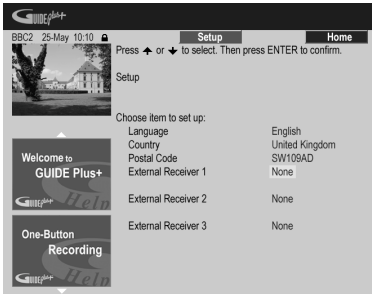 GUIDE Plus+
BBC2 25-May 10:10
Setup
Home
Press or to select. Then press ENTER to confirm.
Setup
Choose item to set up:
Language English
Country United Kingdom
Postal Code SW109AD
External Receiver 1 None
External Receiver 2 None
External Receiver 3 None
Welcome to
GUIDE Plus+
GUIDE Plus+ Help
One-Button
Recording
GUIDE Plus+ Help